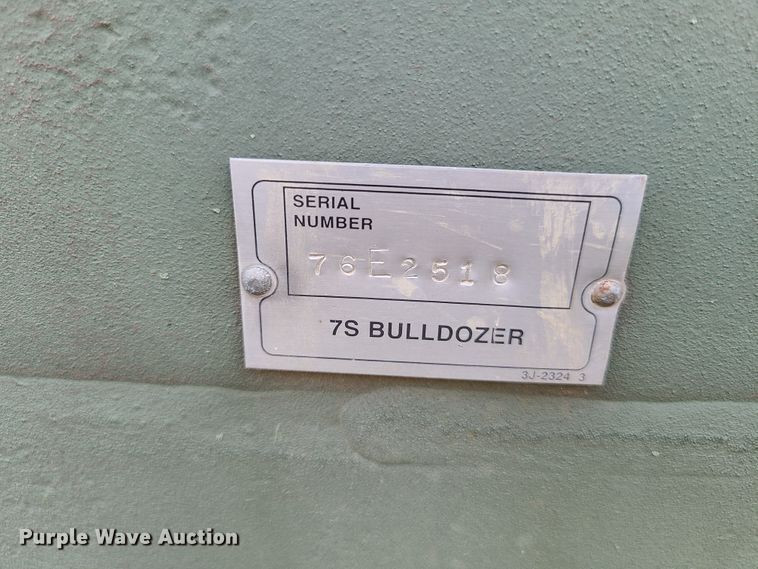 SERIAL
NUMBER
76E2518
7S BULLDOZER
3J-2324 3
Purple Wave Auction